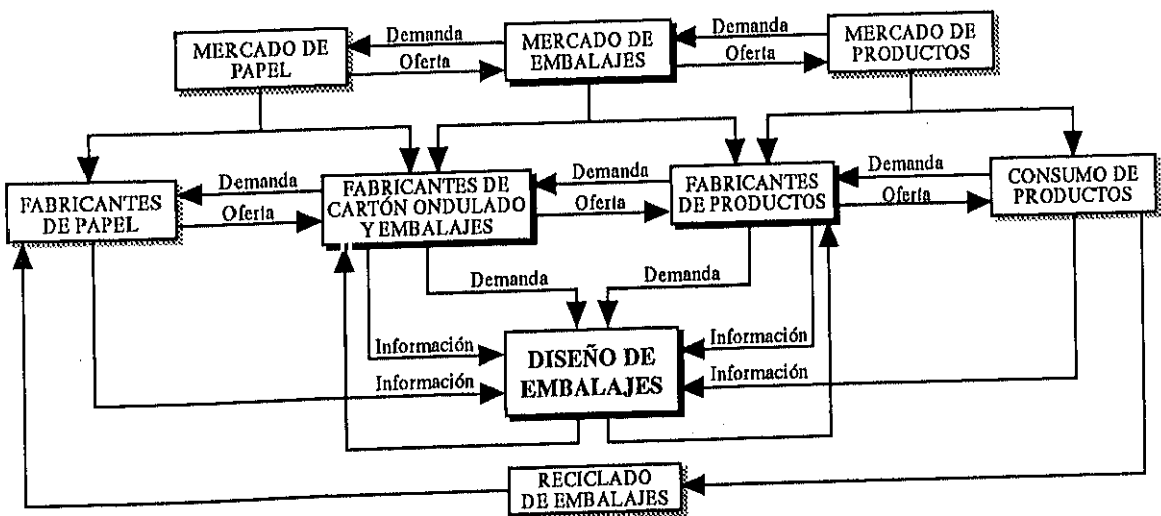 MERCADO DE
PAPEL
Demanda
Oferta
MERCADO DE
EMBALAJES
Demanda
Oferta
MERCADO DE
PRODUCTOS
FABRICANTES
DE PAPEL
Demanda
Oferta
FABRICANTES DE
CARTÓN ONDULADO
Y EMBALAJES
Demanda
Oferta
FABRICANTES
DE PRODUCTOS
Demanda
Oferta
CONSUMO DE
PRODUCTOS
Demanda
Demanda
Información
Información
DISEÑO DE
EMBALAJES
Información
Información
RECICLADO
DE EMBALAJES